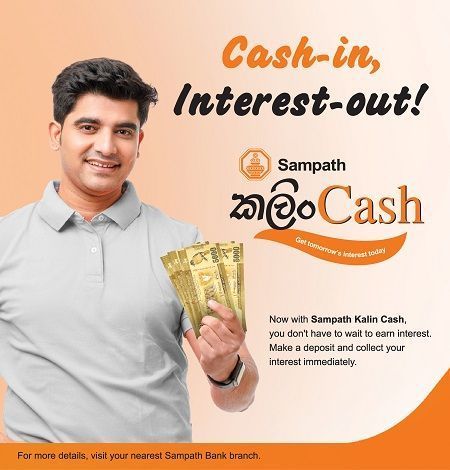 Cash-in,
Interest-out!
Sampath
කලිං Cash
Get tomorrow's interest today
5000 5000
Now with Sampath Kalin Cash,
you don't have to wait to earn interest.
Make a deposit and collect your
interest immediately.
For more details, visit your nearest Sampath Bank branch.